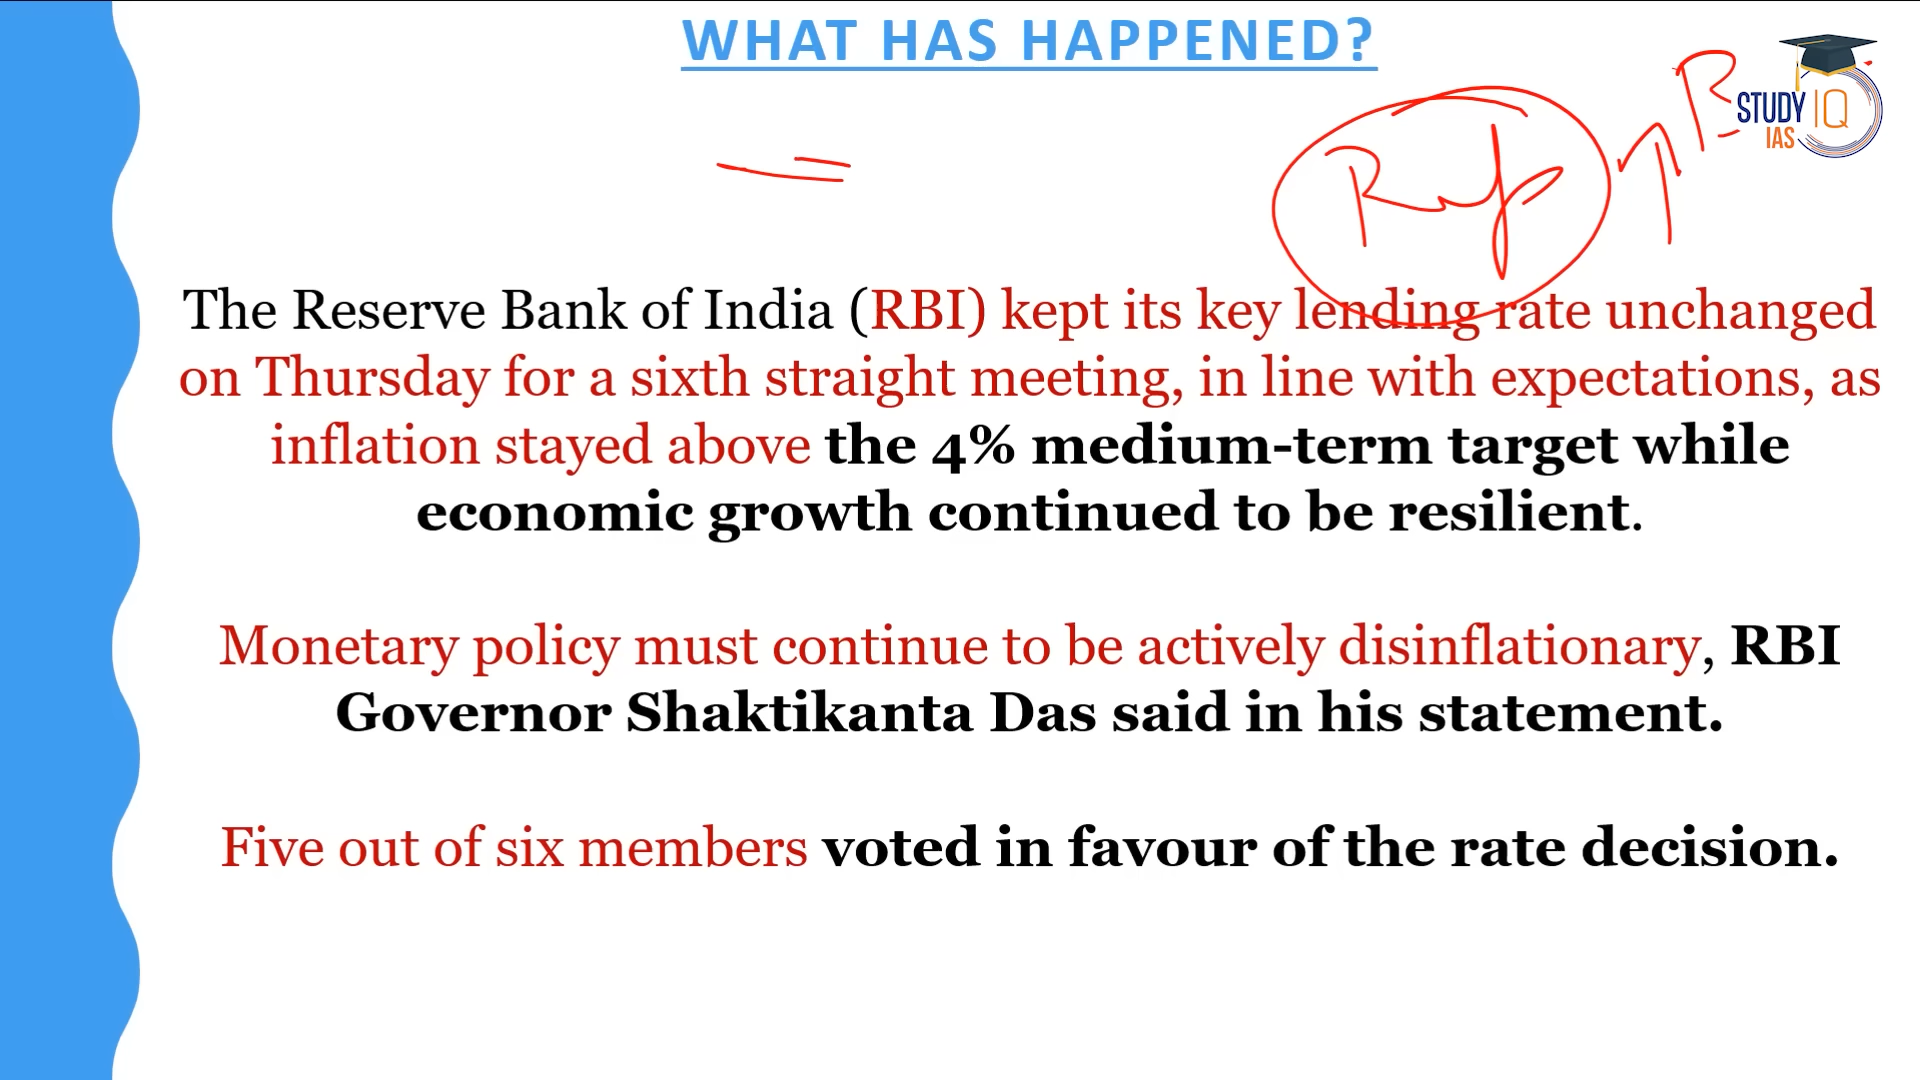 WHAT HAS HAPPENED?
STUDY IQ
IAS
The Reserve Bank of India (RBI) kept its key lending rate unchanged
on Thursday for a sixth straight meeting, in line with expectations, as
inflation stayed above the 4% medium-term target while
economic growth continued to be resilient.
Monetary policy must continue to be actively disinflationary, RBI
Governor Shaktikanta Das said in his statement.
Five out of six members voted in favour of the rate decision.